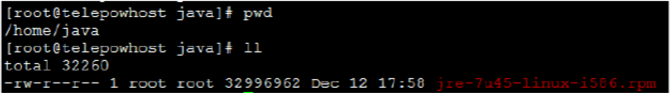 [root@telepowhost java]# pwd
/home/java
[root@telepowhost java]# ll
total 32260
-rw-r--r-- 1 root root 32996962 Dec 12 17:58 jre-7u45-linux-i586.rpm